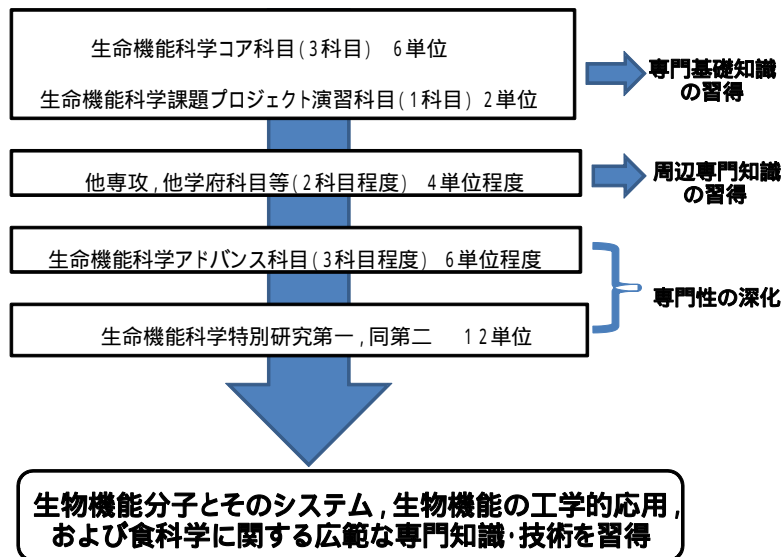 生命機能科学コア科目(3科目) 6単位
生命機能科学課題プロジェクト演習科目(1科目) 2単位
専門基礎知識
の習得
他専攻,他学府科目等(2科目程度) 4単位程度
周辺専門知識
の習得
生命機能科学アドバンス科目(3科目程度) 6単位程度
生命機能科学特別研究第一,同第二 12単位
専門性の深化
生物機能分子とそのシステム,生物機能の工学的応用,
および食科学に関する広範な専門知識・技術を習得